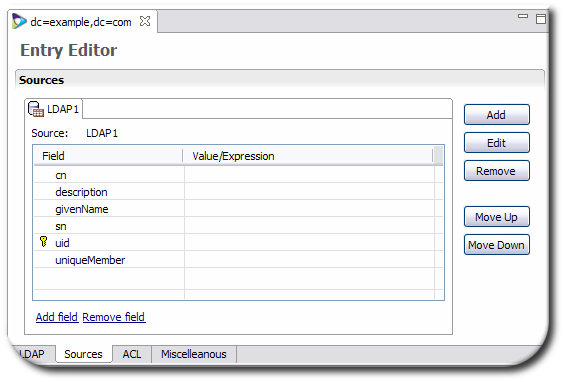 dc=example,dc=com
Entry Editor
Sources
LDAP1
Source: LDAP1
Field Value/Expression
cn
description
givenName
sn
uid
uniqueMember
Add field Remove field
Add
Edit
Remove
Move Up
Move Down
LDAP Sources ACL Miscelleanous